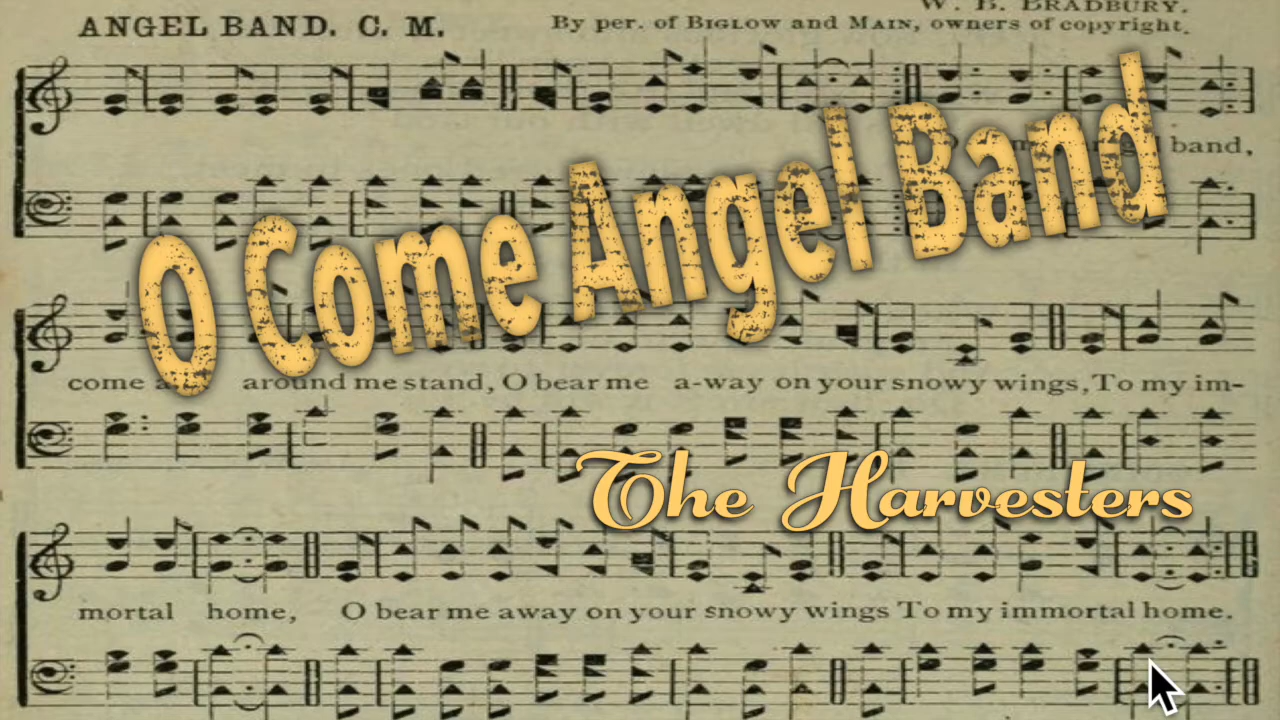 W. B. BRADBURY.
ANGEL BAND. C. M.
By per. of BIGLOW and MAIN, owners of copyright.
band,
O Come Angel Band
come around me stand, O bear me a-way on your snowy wings, To my im-
The Harvesters
mortal home, O bear me away on your snowy wings To my immortal home.